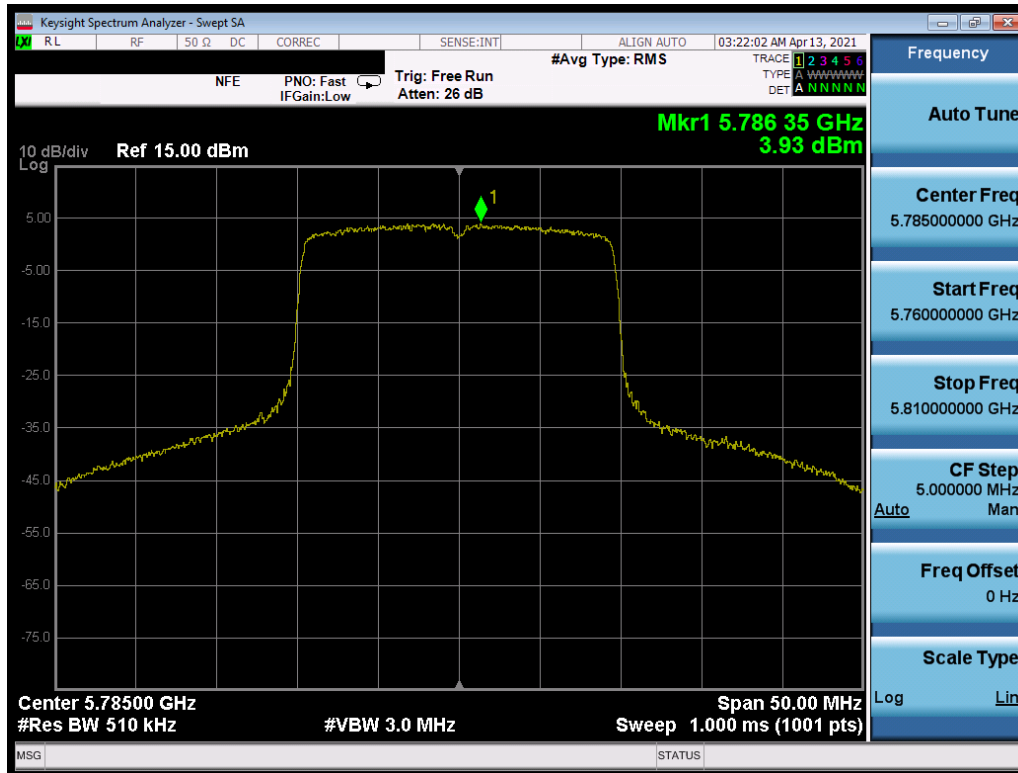 Keysight Spectrum Analyzer - Swept SA
LXI RL RF 50 Ω DC CORREC SENSE:INT ALIGN AUTO 03:22:02 AM Apr 13, 2021
NFE PNO: Fast Trig: Free Run #Avg Type: RMS TRACE 1 2 3 4 5 6
IFGain:Low Atten: 26 dB TYPE A WWWWW
DET A N N N N N
Mkr1 5.786 35 GHz
3.93 dBm
10 dB/div Ref 15.00 dBm
Log
1
5.00
-5.00
-15.0
-25.0
-35.0
-45.0
-55.0
-65.0
-75.0
Center 5.78500 GHz Span 50.00 MHz
#Res BW 510 kHz #VBW 3.0 MHz Sweep 1.000 ms (1001 pts)
MSG STATUS
Frequency
Auto Tune
Center Freq
5.785000000 GHz
Start Freq
5.760000000 GHz
Stop Freq
5.810000000 GHz
CF Step
5.000000 MHz
Auto Man
Freq Offset
0 Hz
Scale Type
Log Lin